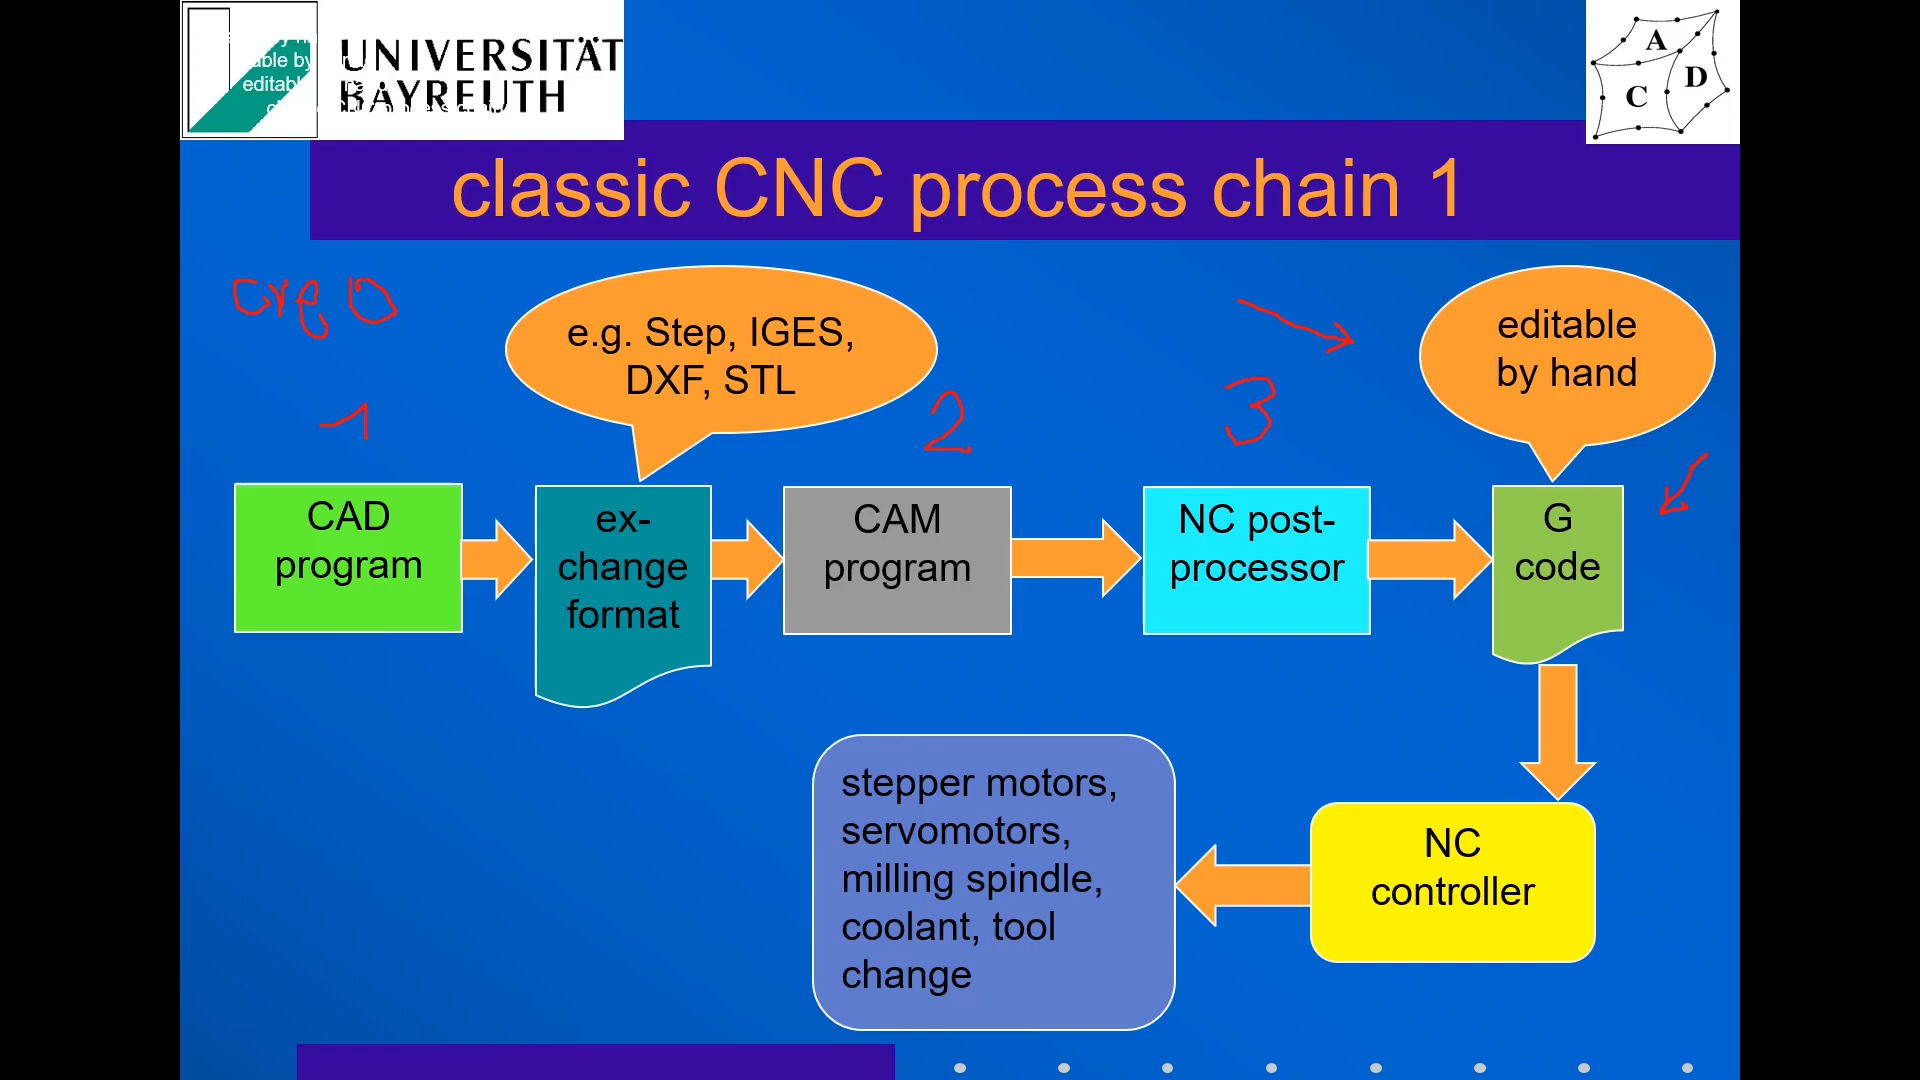 UNIVERSITÄT
BAYREUTH
A
D
C
classic CNC process chain 1
creo
e.g. Step, IGES,
DXF, STL
editable
by hand
1
2
3
CAD
program
ex-
change
format
CAM
program
NC post-
processor
G
code
stepper motors,
servomotors,
milling spindle,
coolant, tool
change
NC
controller